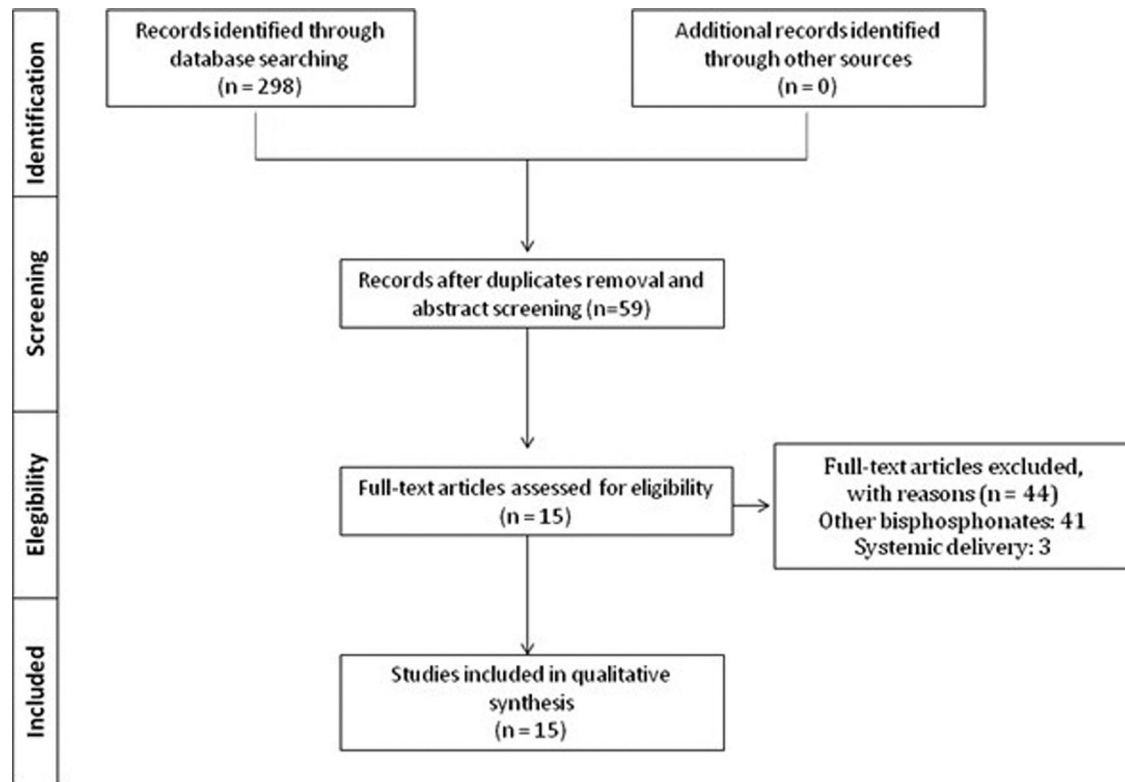 Identification
Records identified through
database searching
(n = 298)
Additional records identified
through other sources
(n = 0)
Screening
Records after duplicates removal and
abstract screening (n=59)
Elegibility
Full-text articles assessed for eligibility
(n = 15)
Full-text articles excluded,
with reasons (n = 44)
Other bisphosphonates: 41
Systemic delivery: 3
Included
Studies included in qualitative
synthesis
(n = 15)